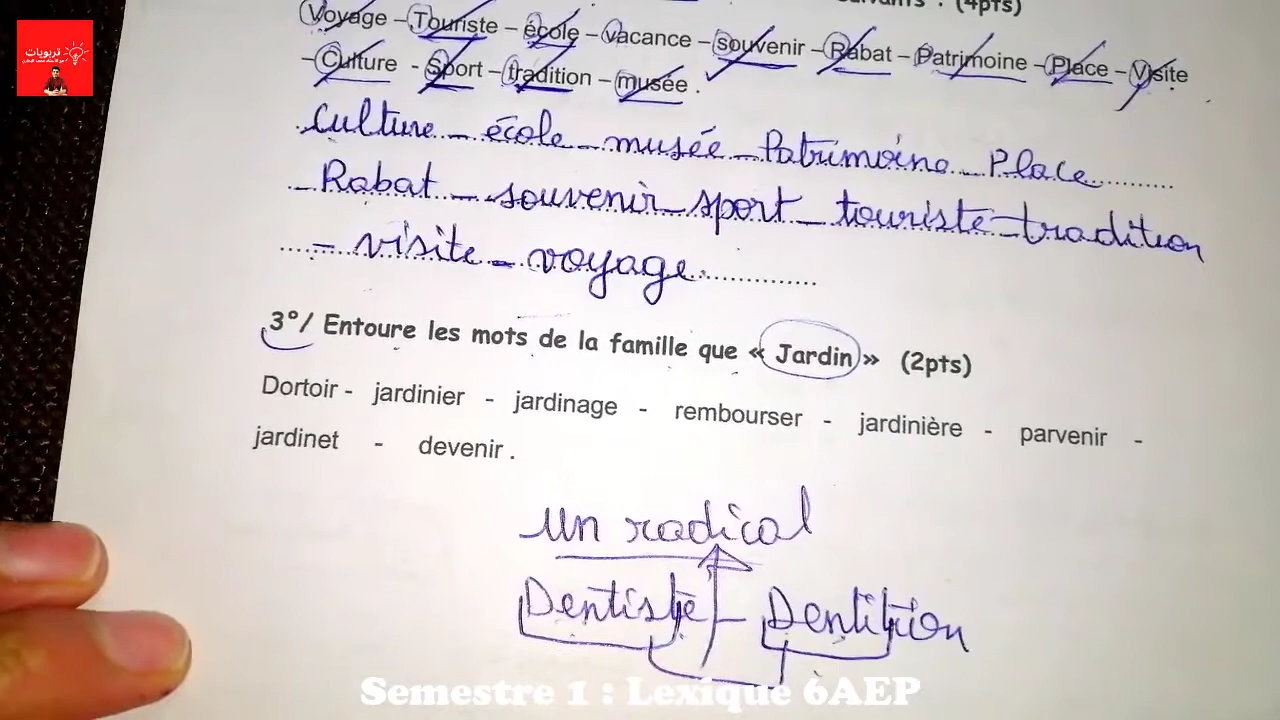 تربويات
: (4pts)
Voyage – Touriste – école – vacance – souvenir – Rabat – Patrimoine – Place – Visite
– Culture - Sport – tradition – musée .
Culture – école – musée – Patrimoine – Place
– Rabat – souvenir – sport – touriste – tradition
– visite – voyage
3°/ Entoure les mots de la famille que « Jardin » (2pts)
Dortoir - jardinier - jardinage - rembourser - jardinière - parvenir -
jardinet - devenir .
un radical
Dentiste – Dentition
Semestre 1 : Lexique 6AEP